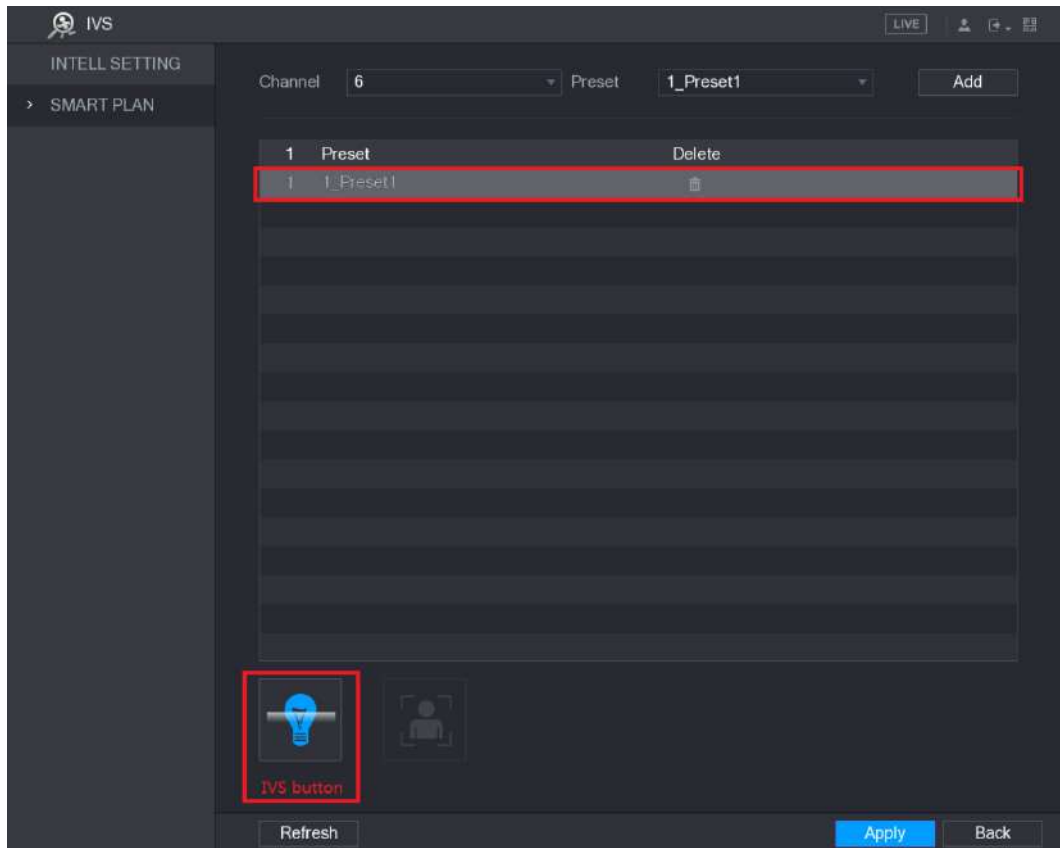 IVS
LIVE
INTELL SETTING
SMART PLAN
Channel 6 Preset 1_Preset1 Add
1 Preset Delete
1 1_Preset1
IVS button
Refresh Apply Back